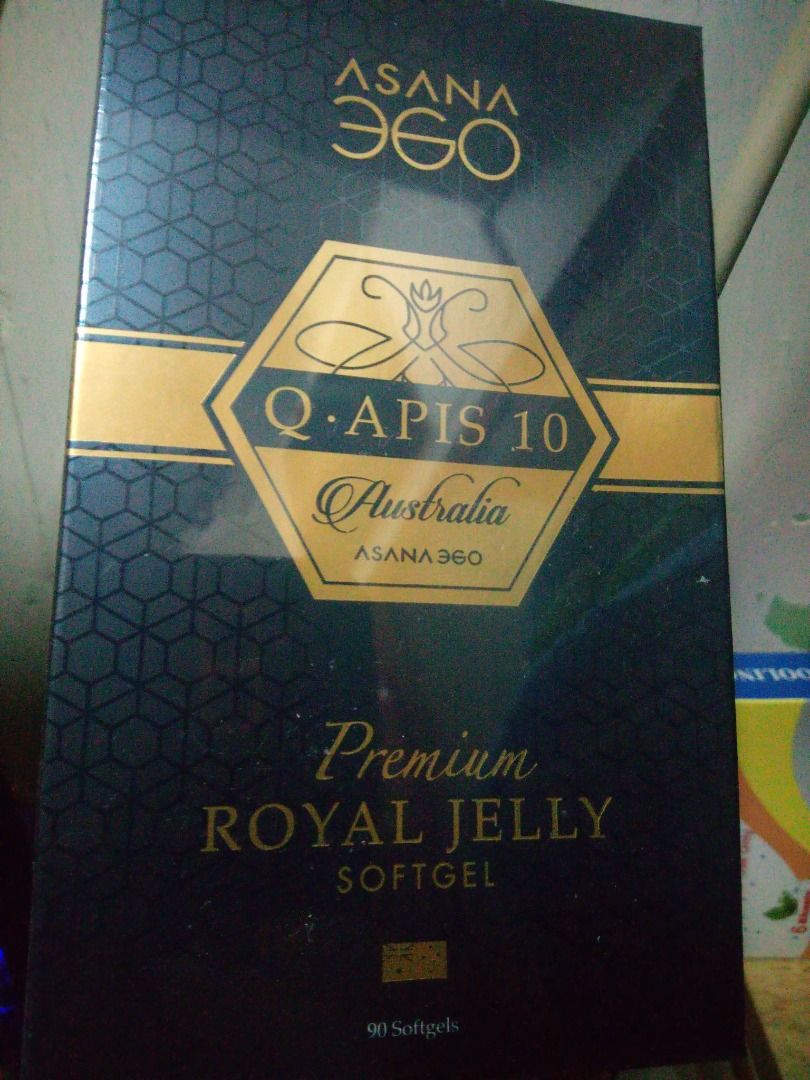 ASANA
360
Q·APIS 10
Australia
ASANA 360
Premium
ROYAL JELLY
SOFTGEL
90 Softgels